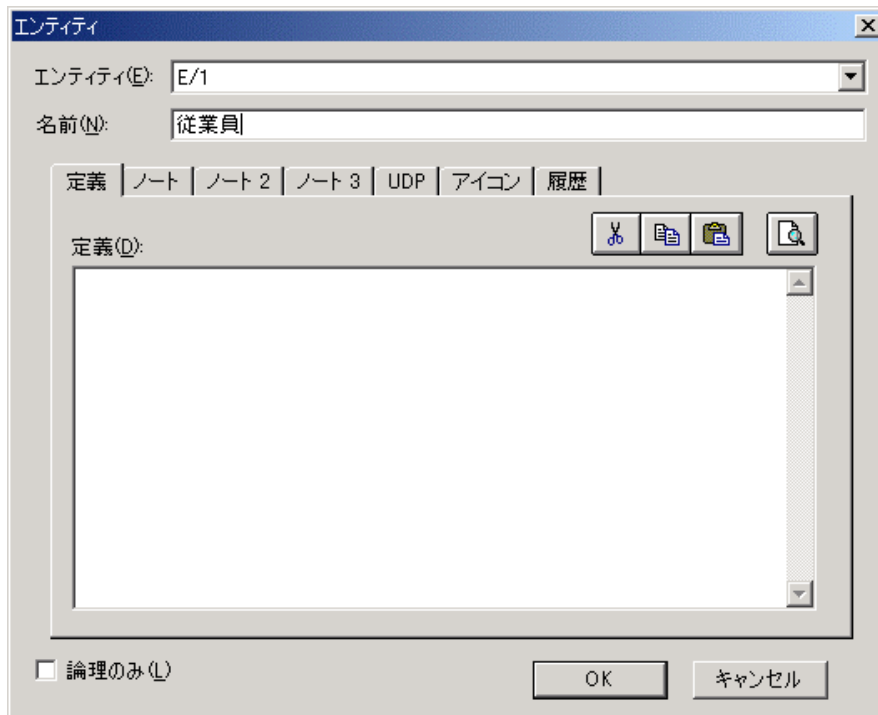 エンティティ
エンティティ(E): E/1
名前(N): 従業員
定義 ノート ノート 2 ノート 3 UDP アイコン 履歴
定義(D):
論理のみ(L) OK キャンセル